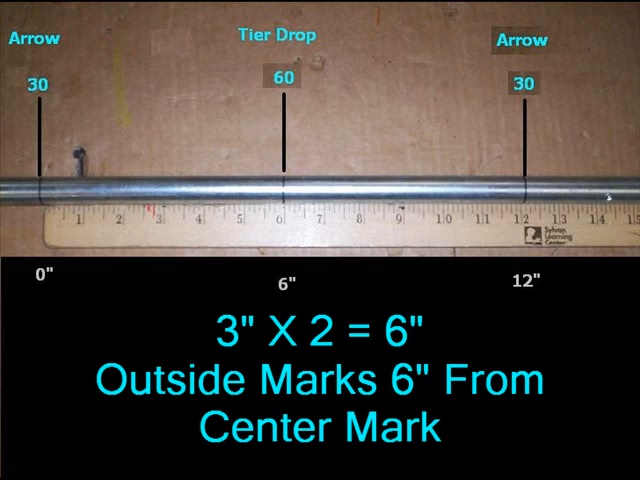 Arrow
Tier Drop
Arrow
30
60
30
1 2 3 4 5 6 7 8 9 10 11 12 13 14 15
Sylvan
Learning
Center
0"
6"
12"
3" X 2 = 6"
Outside Marks 6" From
Center Mark